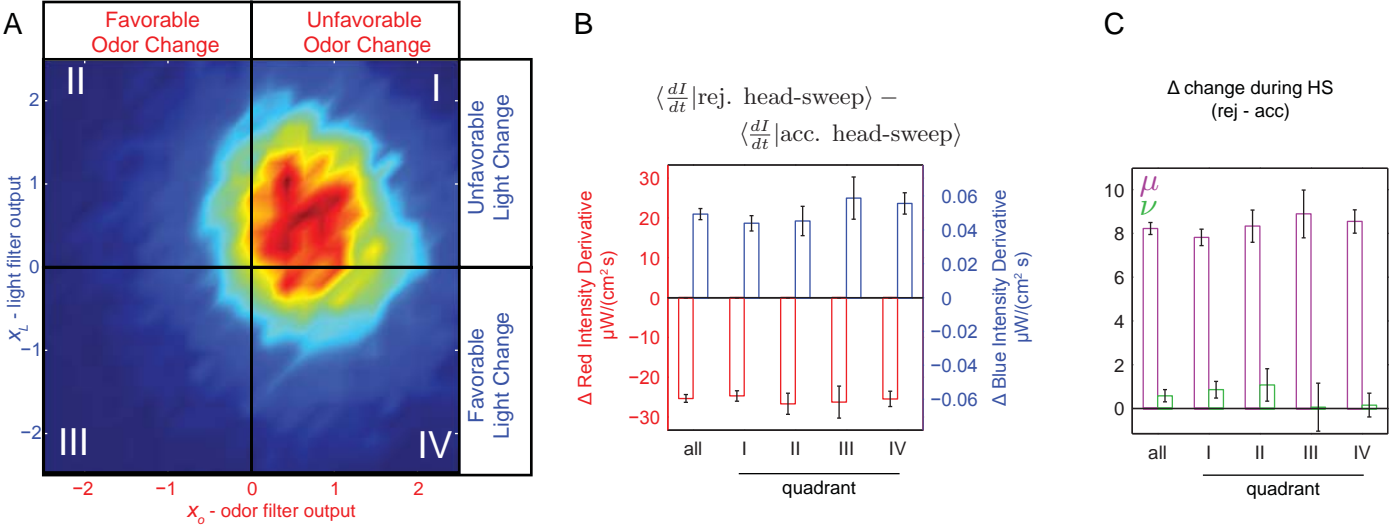 A
Favorable
Odor Change
Unfavorable
Odor Change
II
I
III
IV
Unfavorable
Light Change
Favorable
Light Change
2
1
0
−1
−2
x_L - light filter output
−2
−1
0
1
2
x_o - odor filter output
B
⟨dI/dt|rej. head-sweep⟩ −
⟨dI/dt|acc. head-sweep⟩
Δ Red Intensity Derivative
µW/(cm² s)
30
20
10
0
−10
−20
−30
0.06
0.04
0.02
0
−0.02
−0.04
−0.06
Δ Blue Intensity Derivative
µW/(cm² s)
all
I
II
III
IV
quadrant
C
Δ change during HS
(rej - acc)
μ
ν
10
8
6
4
2
0
all
I
II
III
IV
quadrant